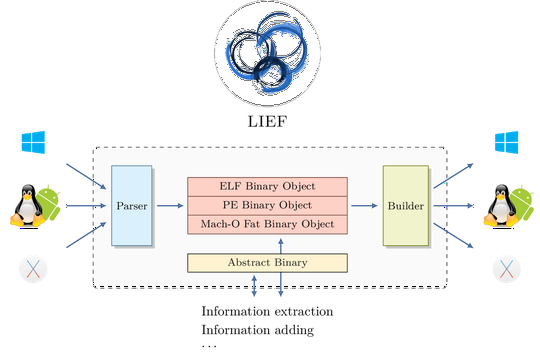 LIEF
Parser
ELF Binary Object
PE Binary Object
Mach-O Fat Binary Object
Builder
Abstract Binary
Information extraction
Information adding
...